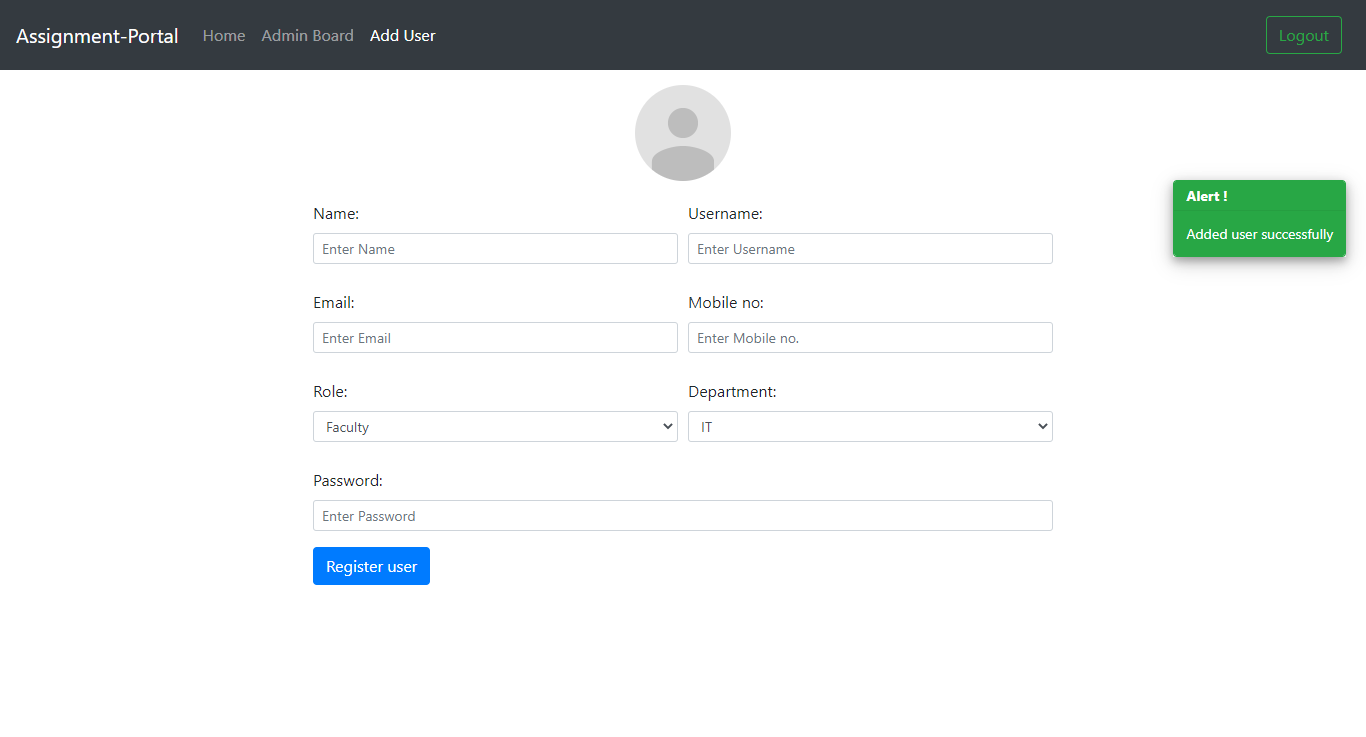 Assignment-Portal Home Admin Board Add User Logout
Alert !
Added user successfully
Name: Username:
Enter Name Enter Username
Email: Mobile no:
Enter Email Enter Mobile no.
Role: Department:
Faculty IT
Password:
Enter Password
Register user